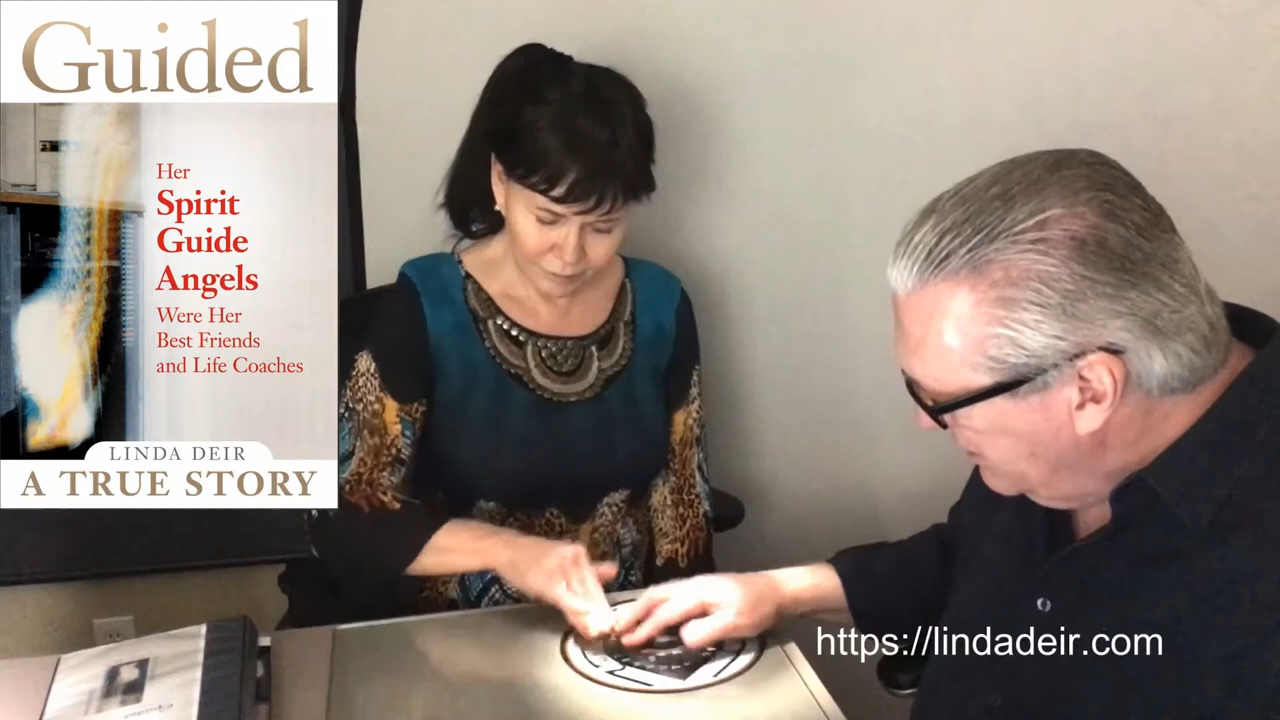 Guided
Her
Spirit
Guide
Angels
Were Her
Best Friends
and Life Coaches
LINDA DEIR
A TRUE STORY
https://lindadeir.com
Guided